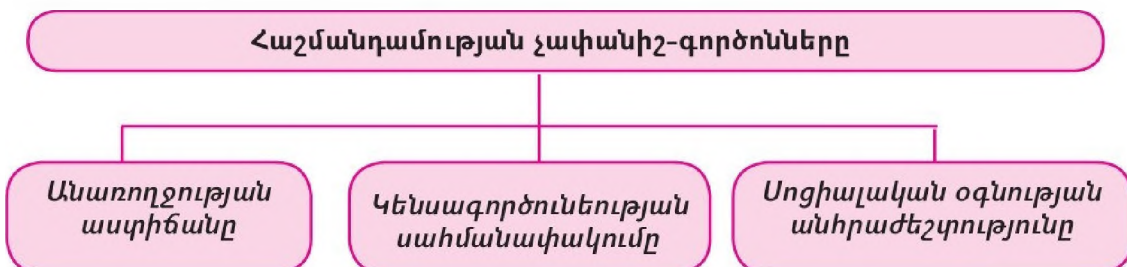 Հաշմանդամության չափանիշ-գործոնները
Անառողջության
աստիճանը
Կենսագործունեության
սահմանափակումը
Սոցիալական օգնության
անհրաժեշտությունը